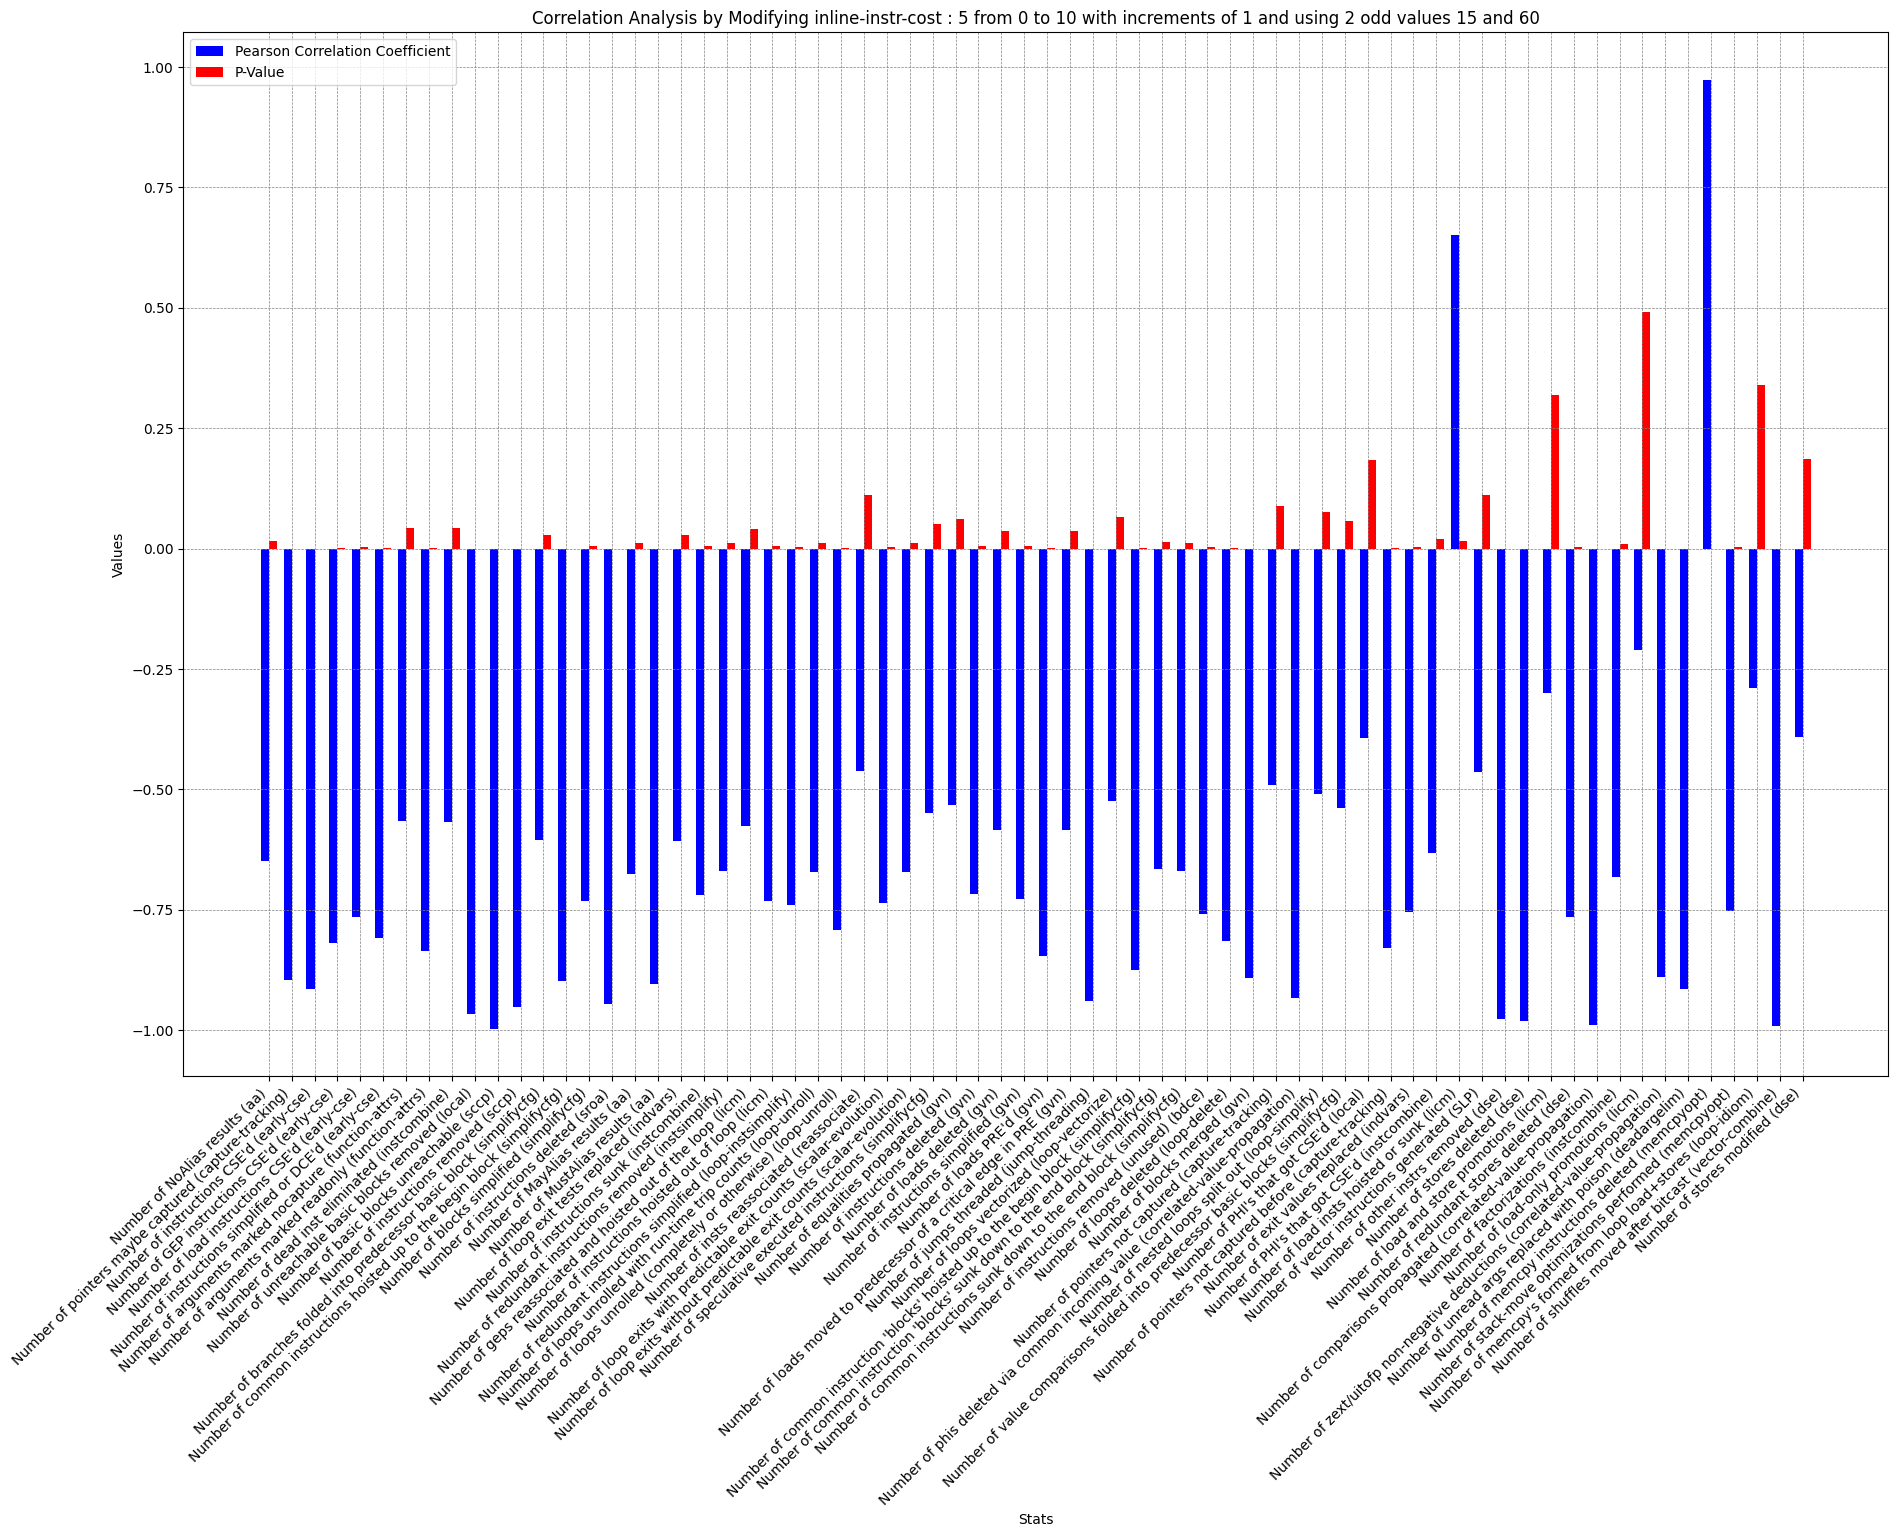 Correlation Analysis by Modifying inline-instr-cost : 5 from 0 to 10 with increments of 1 and using 2 odd values 15 and 60
Pearson Correlation Coefficient
P-Value
Values
1.00
0.75
0.50
0.25
0.00
−0.25
−0.50
−0.75
−1.00
Number of NoAlias results (aa)
Number of pointers maybe captured (capture-tracking)
Number of instructions CSE'd (early-cse)
Number of GEP instructions CSE'd (early-cse)
Number of load instructions CSE'd (early-cse)
Number of instructions simplified or DCE'd (early-cse)
Number of arguments marked nocapture (function-attrs)
Number of arguments marked readonly (function-attrs)
Number of dead inst eliminated (instcombine)
Number of unreachable basic blocks removed (local)
Number of basic blocks unreachable (sccp)
Number of instructions removed (sccp)
Number of branches folded into predecessor basic block (simplifycfg)
Number of common instructions hoisted up to the begin block (simplifycfg)
Number of blocks simplified (simplifycfg)
Number of instructions deleted (sroa)
Number of MayAlias results (aa)
Number of MustAlias results (aa)
Number of loop exit tests replaced (indvars)
Number of instructions sunk (instcombine)
Number of redundant instructions removed (instsimplify)
Number of geps reassociated and hoisted out of the loop (licm)
Number of instructions hoisted out of loop (licm)
Number of redundant instructions simplified (loop-instsimplify)
Number of loops unrolled with run-time trip counts (loop-unroll)
Number of loops unrolled (completely or otherwise) (loop-unroll)
Number of insts reassociated (reassociate)
Number of loop exits with predictable exit counts (scalar-evolution)
Number of loop exits without predictable exit counts (scalar-evolution)
Number of speculative executed instructions (simplifycfg)
Number of equalities propagated (gvn)
Number of instructions deleted (gvn)
Number of loads deleted (gvn)
Number of instructions simplified (gvn)
Number of loads PRE'd (gvn)
Number of loads moved to predecessor of a critical edge in PRE (gvn)
Number of jumps threaded (jump-threading)
Number of loops vectorized (loop-vectorize)
Number of common instruction 'blocks' hoisted up to the begin block (simplifycfg)
Number of common instruction 'blocks' sunk down to the end block (simplifycfg)
Number of common instructions sunk down to the end block (simplifycfg)
Number of instructions removed (unused) (bdce)
Number of loops deleted (loop-delete)
Number of blocks merged (gvn)
Number of pointers not captured (capture-tracking)
Number of phis deleted via common incoming value (correlated-value-propagation)
Number of nested loops split out (loop-simplify)
Number of value comparisons folded into predecessor basic blocks (simplifycfg)
Number of PHI's that got CSE'd (local)
Number of pointers not captured before (capture-tracking)
Number of exit values replaced (indvars)
Number of PHI's that got CSE'd (instcombine)
Number of load insts hoisted or sunk (licm)
Number of vector instructions generated (SLP)
Number of other instrs removed (dse)
Number of stores deleted (dse)
Number of load and store promotions (licm)
Number of redundant stores deleted (dse)
Number of comparisons propagated (correlated-value-propagation)
Number of factorizations (instcombine)
Number of load-only promotions (licm)
Number of zext/uitofp non-negative deductions (correlated-value-propagation)
Number of unread args replaced with poison (deadargelim)
Number of memcpy instructions deleted (memcpyopt)
Number of stack-move optimizations performed (memcpyopt)
Number of memcpy's formed from loop load+stores (loop-idiom)
Number of shuffles moved after bitcast (vector-combine)
Number of stores modified (dse)
Stats